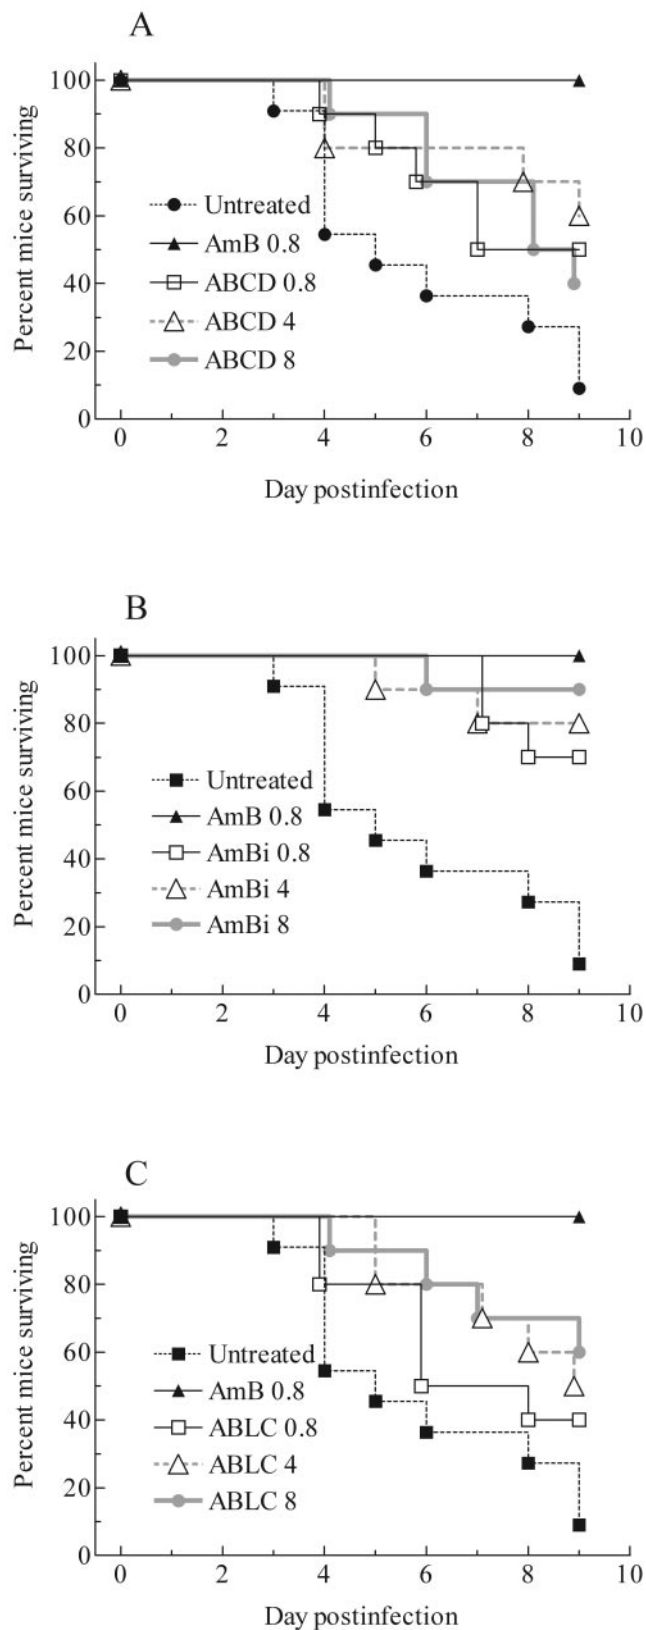 A
Percent mice surviving
100
80
60
40
20
0
Untreated
AmB 0.8
ABCD 0.8
ABCD 4
ABCD 8
0 2 4 6 8 10
Day postinfection
B
Percent mice surviving
100
80
60
40
20
0
Untreated
AmB 0.8
AmBi 0.8
AmBi 4
AmBi 8
0 2 4 6 8 10
Day postinfection
C
Percent mice surviving
100
80
60
40
20
0
Untreated
AmB 0.8
ABLC 0.8
ABLC 4
ABLC 8
0 2 4 6 8 10
Day postinfection